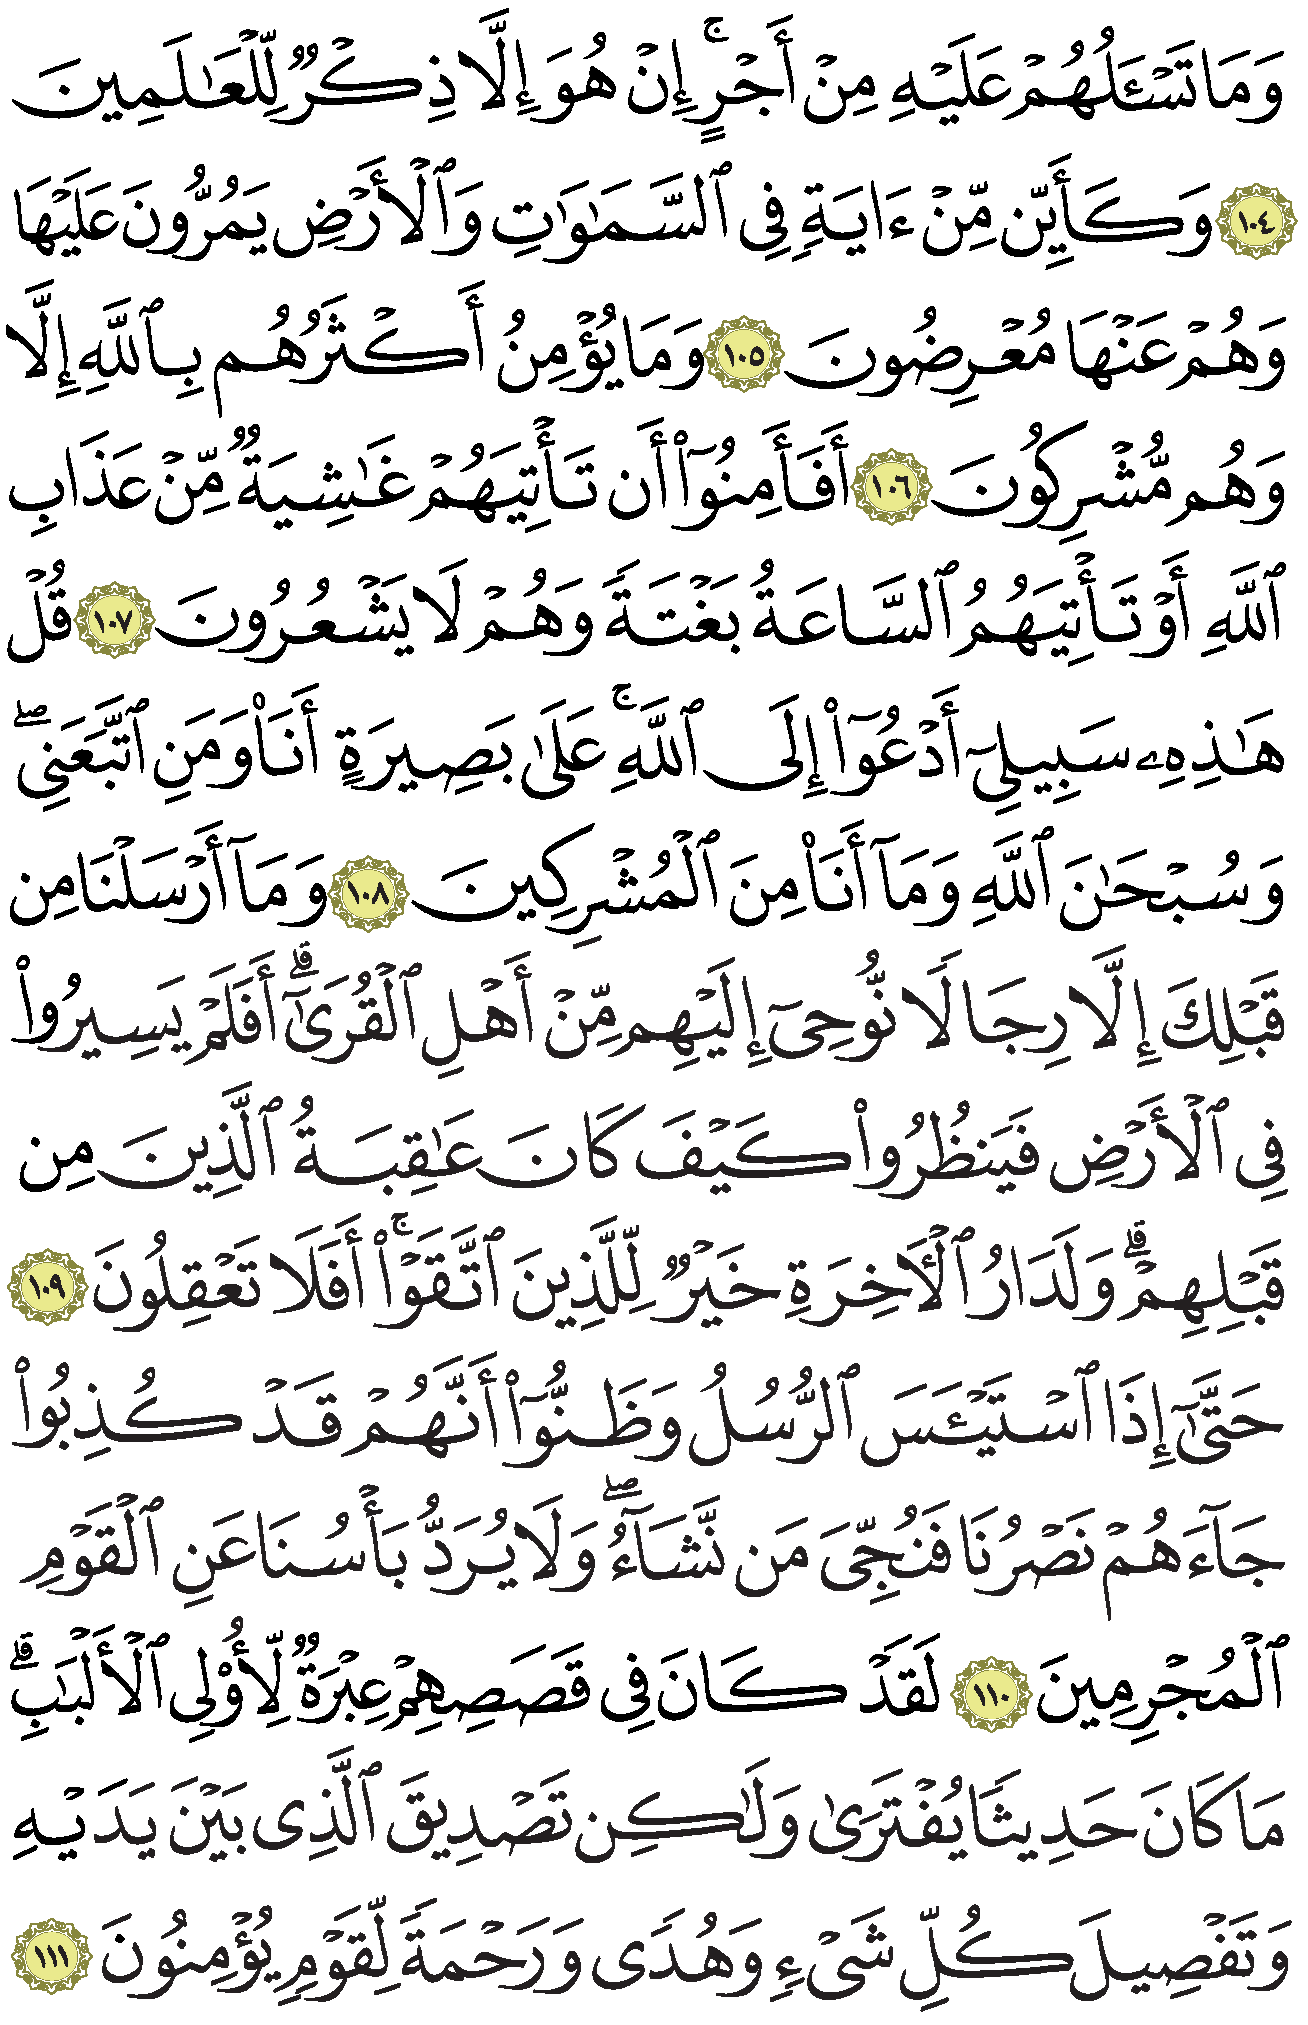 وَمَا تَسْـَٔلُهُمْ عَلَيْهِ مِنْ أَجْرٍ ۚ إِنْ هُوَ إِلَّا ذِكْرٌ لِّلْعَـٰلَمِينَ
١٠٤ وَكَأَيِّن مِّنْ ءَايَةٍ فِى ٱلسَّمَـٰوَٰتِ وَٱلْأَرْضِ يَمُرُّونَ عَلَيْهَا
وَهُمْ عَنْهَا مُعْرِضُونَ ١٠٥ وَمَا يُؤْمِنُ أَكْثَرُهُم بِٱللَّهِ إِلَّا
وَهُم مُّشْرِكُونَ ١٠٦ أَفَأَمِنُوٓا۟ أَن تَأْتِيَهُمْ غَـٰشِيَةٌ مِّنْ عَذَابِ
ٱللَّهِ أَوْ تَأْتِيَهُمُ ٱلسَّاعَةُ بَغْتَةً وَهُمْ لَا يَشْعُرُونَ ١٠٧ قُلْ
هَـٰذِهِۦ سَبِيلِىٓ أَدْعُوٓا۟ إِلَى ٱللَّهِ ۚ عَلَىٰ بَصِيرَةٍ أَنَا۠ وَمَنِ ٱتَّبَعَنِى ۖ
وَسُبْحَـٰنَ ٱللَّهِ وَمَآ أَنَا۠ مِنَ ٱلْمُشْرِكِينَ ١٠٨ وَمَآ أَرْسَلْنَا مِن
قَبْلِكَ إِلَّا رِجَالًا نُّوحِىٓ إِلَيْهِم مِّنْ أَهْلِ ٱلْقُرَىٰٓ ۗ أَفَلَمْ يَسِيرُوا۟
فِى ٱلْأَرْضِ فَيَنظُرُوا۟ كَيْفَ كَانَ عَـٰقِبَةُ ٱلَّذِينَ مِن
قَبْلِهِمْ ۗ وَلَدَارُ ٱلْـَٔاخِرَةِ خَيْرٌ لِّلَّذِينَ ٱتَّقَوْا۟ ۚ أَفَلَا تَعْقِلُونَ ١٠٩
حَتَّىٰٓ إِذَا ٱسْتَيْـَٔسَ ٱلرُّسُلُ وَظَنُّوٓا۟ أَنَّهُمْ قَدْ كُذِبُوا۟
جَآءَهُمْ نَصْرُنَا فَنُجِّىَ مَن نَّشَآءُ ۖ وَلَا يُرَدُّ بَأْسُنَا عَنِ ٱلْقَوْمِ
ٱلْمُجْرِمِينَ ١١٠ لَقَدْ كَانَ فِى قَصَصِهِمْ عِبْرَةٌ لِّأُو۟لِى ٱلْأَلْبَـٰبِ ۗ
مَا كَانَ حَدِيثًا يُفْتَرَىٰ وَلَـٰكِن تَصْدِيقَ ٱلَّذِى بَيْنَ يَدَيْهِ
وَتَفْصِيلَ كُلِّ شَىْءٍ وَهُدًى وَرَحْمَةً لِّقَوْمٍ يُؤْمِنُونَ ١١١